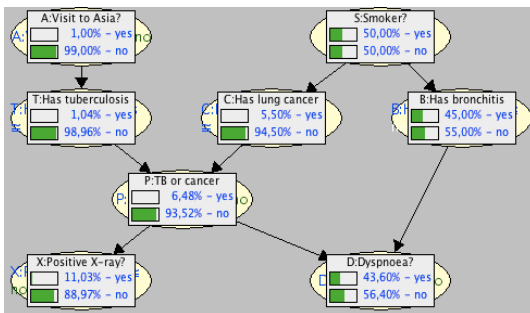 A:Visit to Asia?
1,00% - yes
99,00% - no
S:Smoker?
50,00% - yes
50,00% - no
T:Has tuberculosis
1,04% - yes
98,96% - no
C:Has lung cancer
5,50% - yes
94,50% - no
B:Has bronchitis
45,00% - yes
55,00% - no
P:TB or cancer
6,48% - yes
93,52% - no
X:Positive X-ray?
11,03% - yes
88,97% - no
D:Dyspnoea?
43,60% - yes
56,40% - no